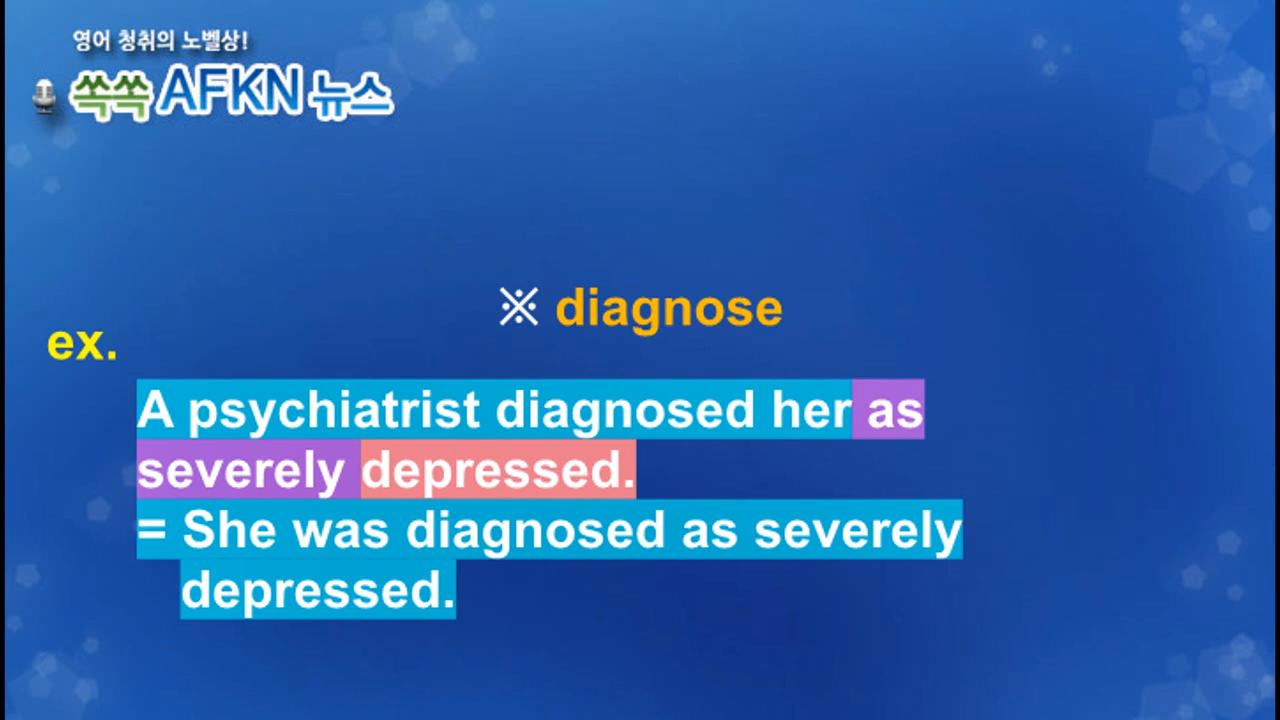 영어 청취의 노벨상!
쏙쏙 AFKN 뉴스
※ diagnose
ex.
A psychiatrist diagnosed her as
severely depressed.
= She was diagnosed as severely
depressed.